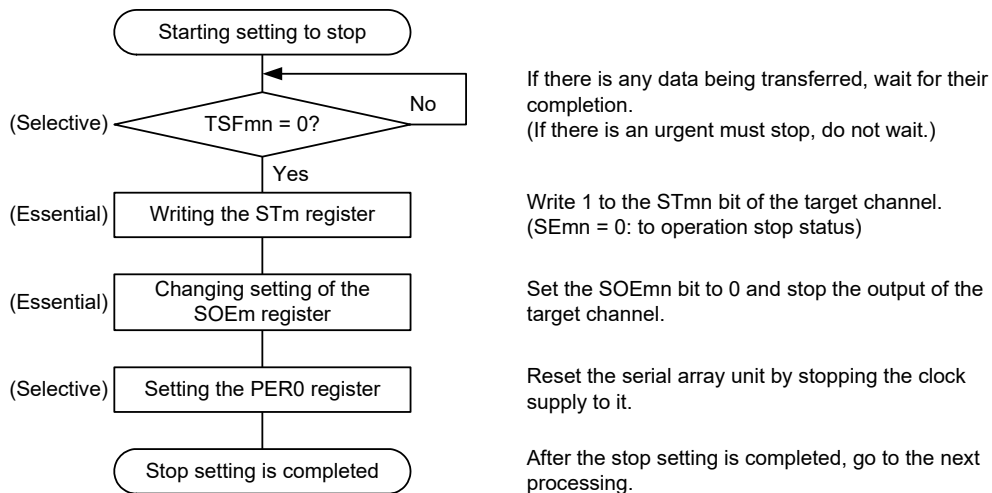 Starting setting to stop
If there is any data being transferred, wait for their
completion.
(If there is an urgent must stop, do not wait.)
(Selective)
TSFmn = 0?
No
Yes
(Essential)
Writing the STm register
Write 1 to the STmn bit of the target channel.
(SEmn = 0: to operation stop status)
(Essential)
Changing setting of the
SOEm register
Set the SOEmn bit to 0 and stop the output of the
target channel.
(Selective)
Setting the PER0 register
Reset the serial array unit by stopping the clock
supply to it.
Stop setting is completed
After the stop setting is completed, go to the next
processing.